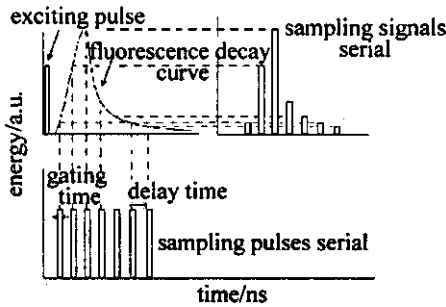 exciting pulse
sampling signals
serial
fluorescence decay
curve
energy/a.u.
gating
time
delay time
sampling pulses serial
time/ns